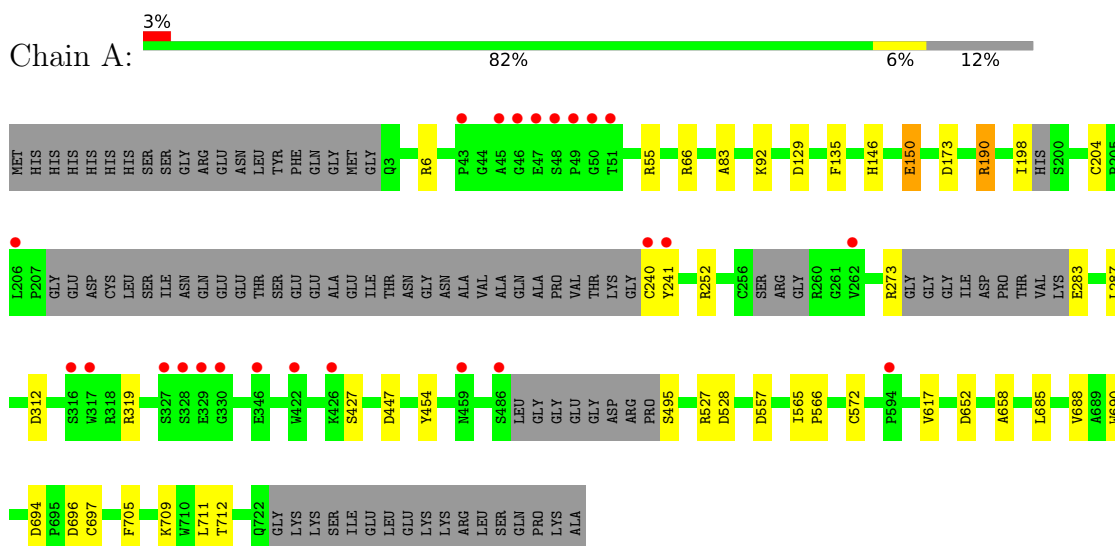 3%
Chain A:
82% 6% 12%
MET HIS HIS HIS HIS HIS HIS SER SER GLY ARG GLU ASN LEU TYR PHE GLN GLY MET GLY Q3 R6 P43 G44 A45 G46 E47 S48 P49 G50 T51 R55 R66 A83 K92 D129 F135 H146 E150 D173 R190 I198 HIS S200 C204
L206 P207 GLY GLU ASP CYS LEU SER ILE ASN GLN GLU GLU THR SER GLU GLU ALA GLU ILE THR ASN GLY ASN ALA VAL ALA GLN ALA PRO VAL THR LYS GLY C240 Y241 R252 C256 SER ARG GLY R260 G261 V262 R273 GLY GLY GLY ILE ASP PRO THR VAL LYS E283 L287
D312 S316 W317 R318 R319 S327 S328 E329 G330 E346 W422 K426 S427 D447 Y454 N459 S486 LEU GLY GLY GLU GLY ASP ARG PRO S495 R527 D528 D557 I565 P566 C572 P594 V617 D652 A658 L685 V688 A689 W690
D694 P695 D696 C697 F705 K709 W710 L711 T712 Q722 GLY LYS LYS SER ILE GLU LEU GLU LYS LYS ARG LEU SER GLN PRO LYS ALA